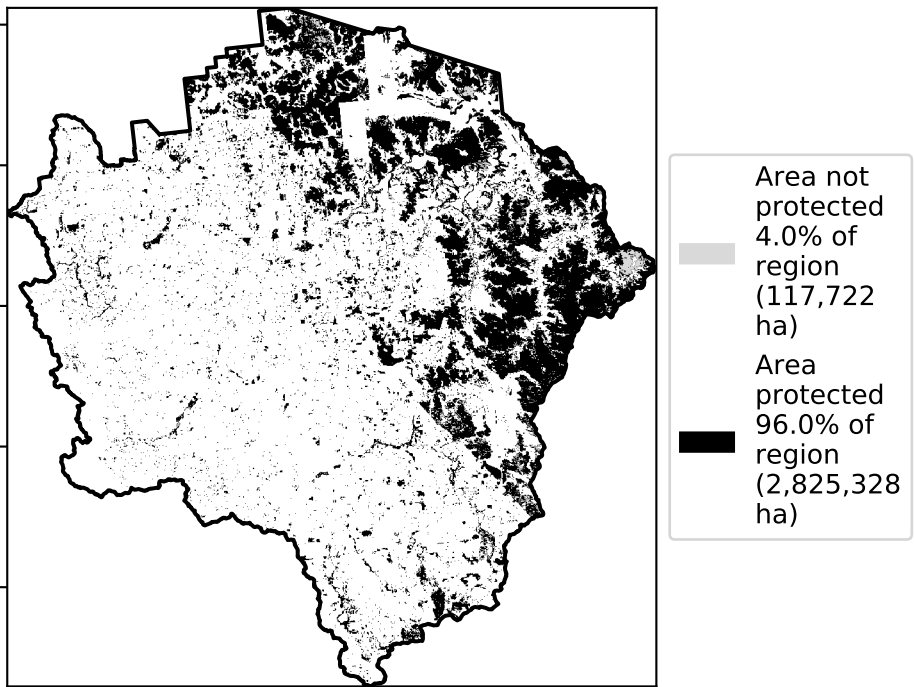 Area not
protected
4.0% of
region
(117,722
ha)
Area
protected
96.0% of
region
(2,825,328
ha)